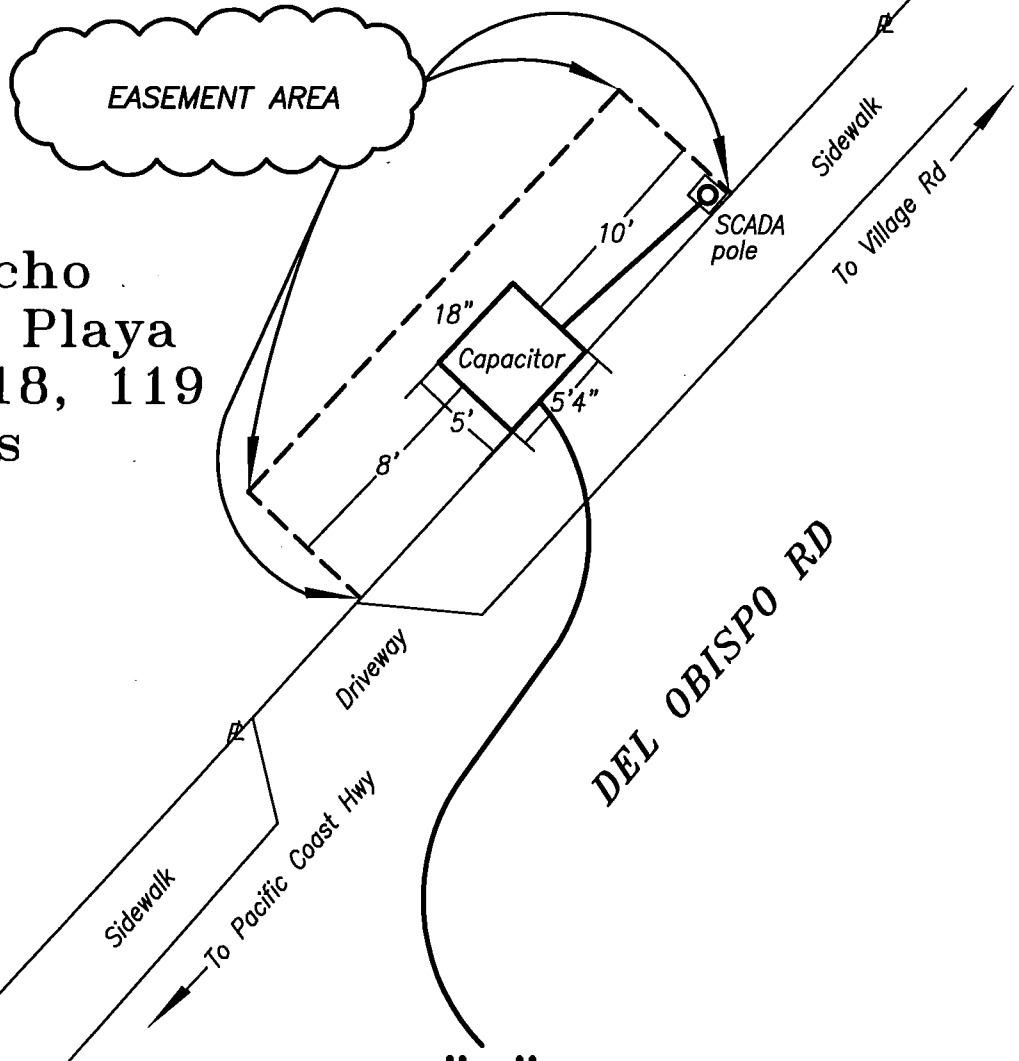 EASEMENT AREA
Sidewalk
To Village Rd
SCADA
pole
10'
18"
Capacitor
5'4"
5'
8'
cho
Playa
18, 119
s
DEL OBISPO RD
Driveway
To Pacific Coast Hwy
Sidewalk